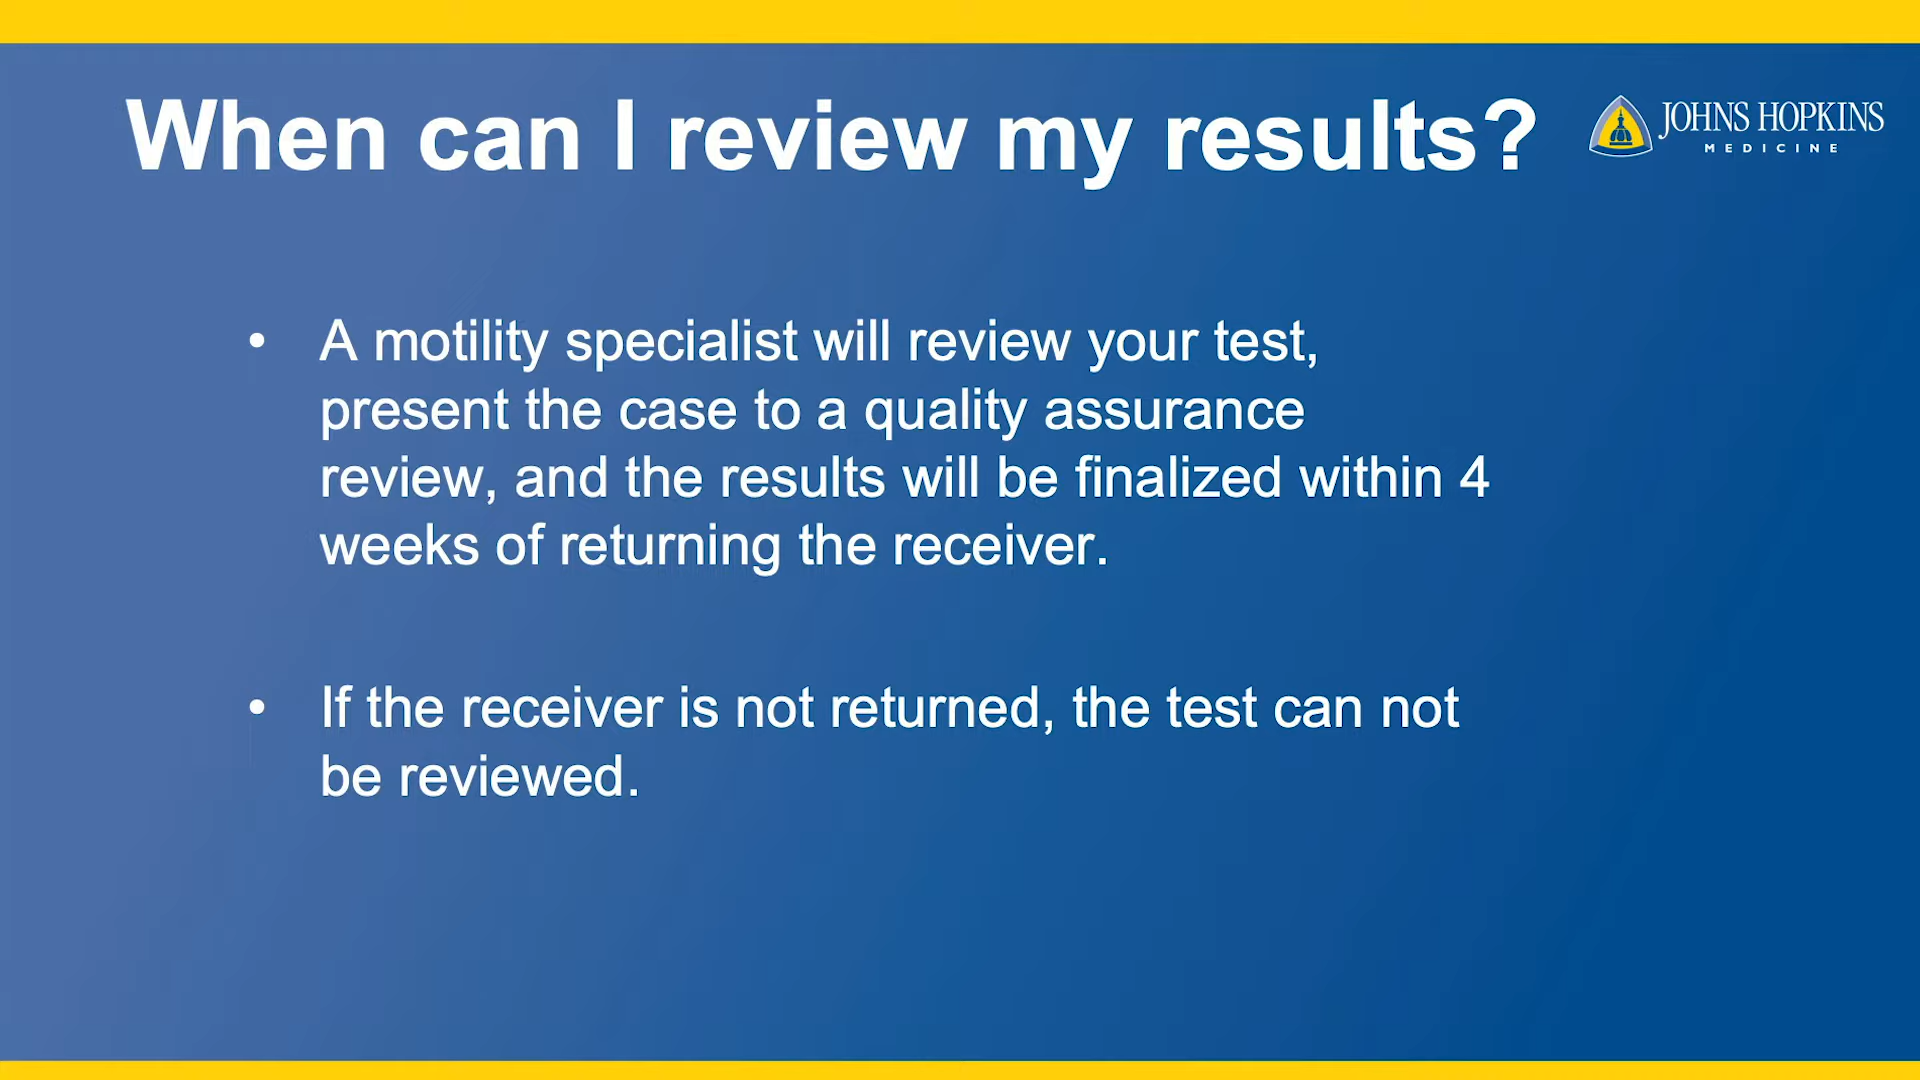 When can I review my results?
JOHNS HOPKINS
MEDICINE
• A motility specialist will review your test,
present the case to a quality assurance
review, and the results will be finalized within 4
weeks of returning the receiver.
• If the receiver is not returned, the test can not
be reviewed.